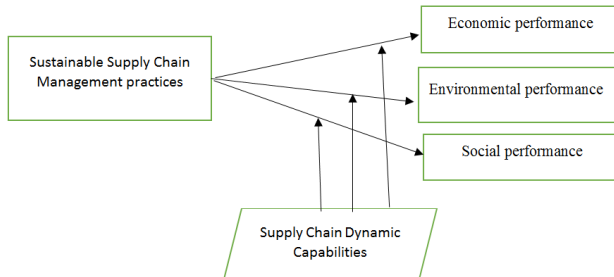 Economic performance
Sustainable Supply Chain
Management practices
Environmental performance
Social performance
Supply Chain Dynamic
Capabilities